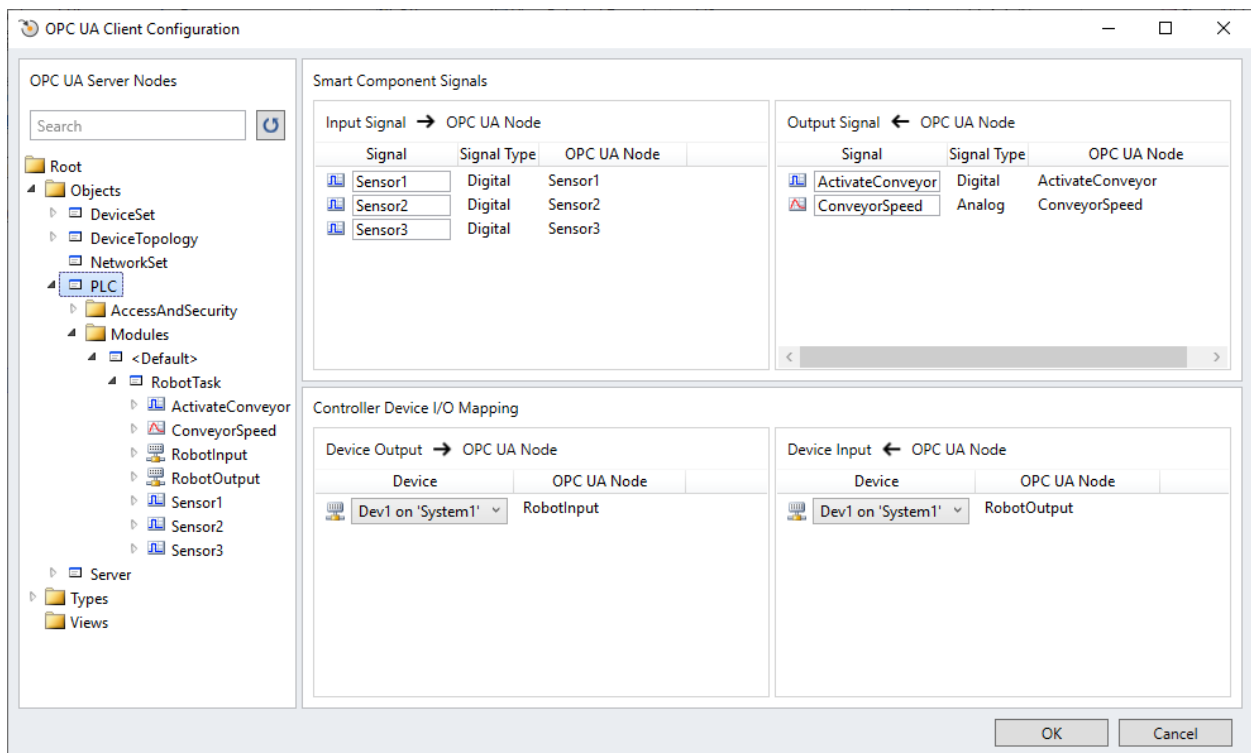 OPC UA Client Configuration
OPC UA Server Nodes
Search
Root
Objects
DeviceSet
DeviceTopology
NetworkSet
PLC
AccessAndSecurity
Modules
<Default>
RobotTask
ActivateConveyor
ConveyorSpeed
RobotInput
RobotOutput
Sensor1
Sensor2
Sensor3
Server
Types
Views
Smart Component Signals
Input Signal → OPC UA Node
Signal Signal Type OPC UA Node
Sensor1 Digital Sensor1
Sensor2 Digital Sensor2
Sensor3 Digital Sensor3
Output Signal ← OPC UA Node
Signal Signal Type OPC UA Node
ActivateConveyor Digital ActivateConveyor
ConveyorSpeed Analog ConveyorSpeed
Controller Device I/O Mapping
Device Output → OPC UA Node
Device OPC UA Node
Dev1 on 'System1' RobotInput
Device Input ← OPC UA Node
Device OPC UA Node
Dev1 on 'System1' RobotOutput
OK Cancel